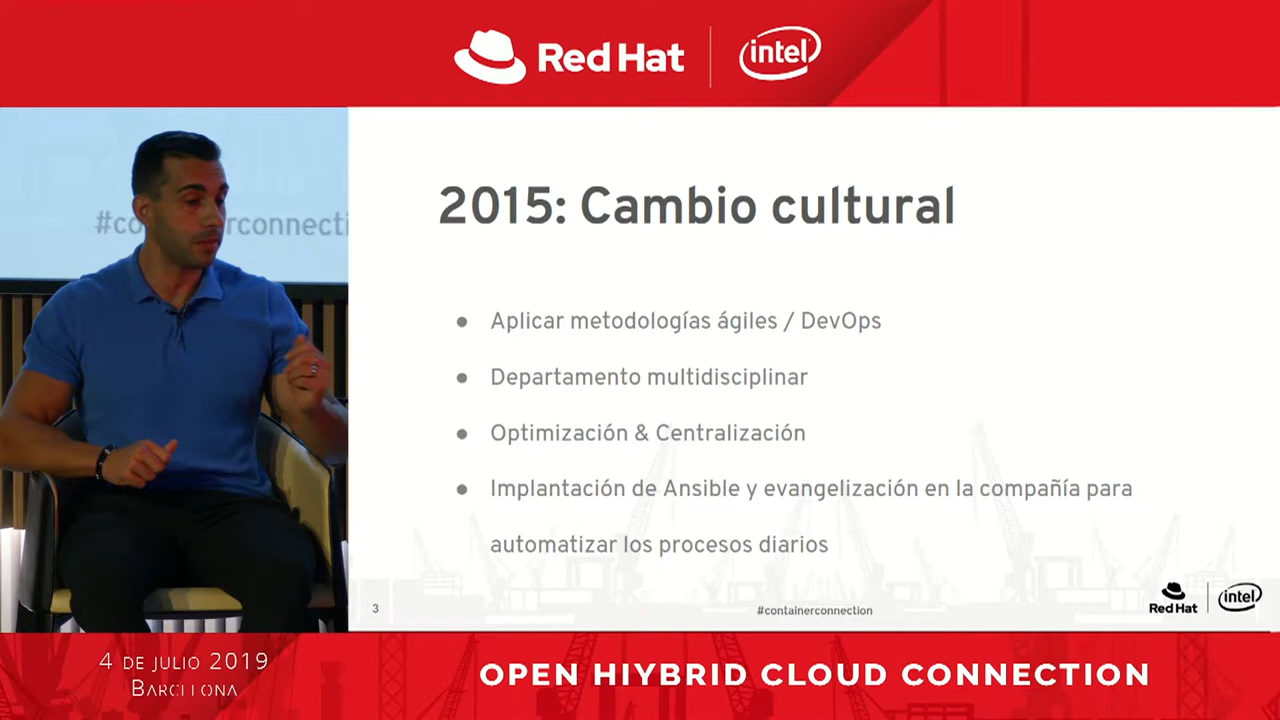 Red Hat
intel
#co rconnecti
2015: Cambio cultural
● Aplicar metodologías ágiles / DevOps
● Departamento multidisciplinar
● Optimización & Centralización
● Implantación de Ansible y evangelización en la compañía para
automatizar los procesos diarios
3
#containerconnection
Red Hat
intel
4 DE JULIO 2019
BARCELONA
OPEN HIYBRID CLOUD CONNECTION